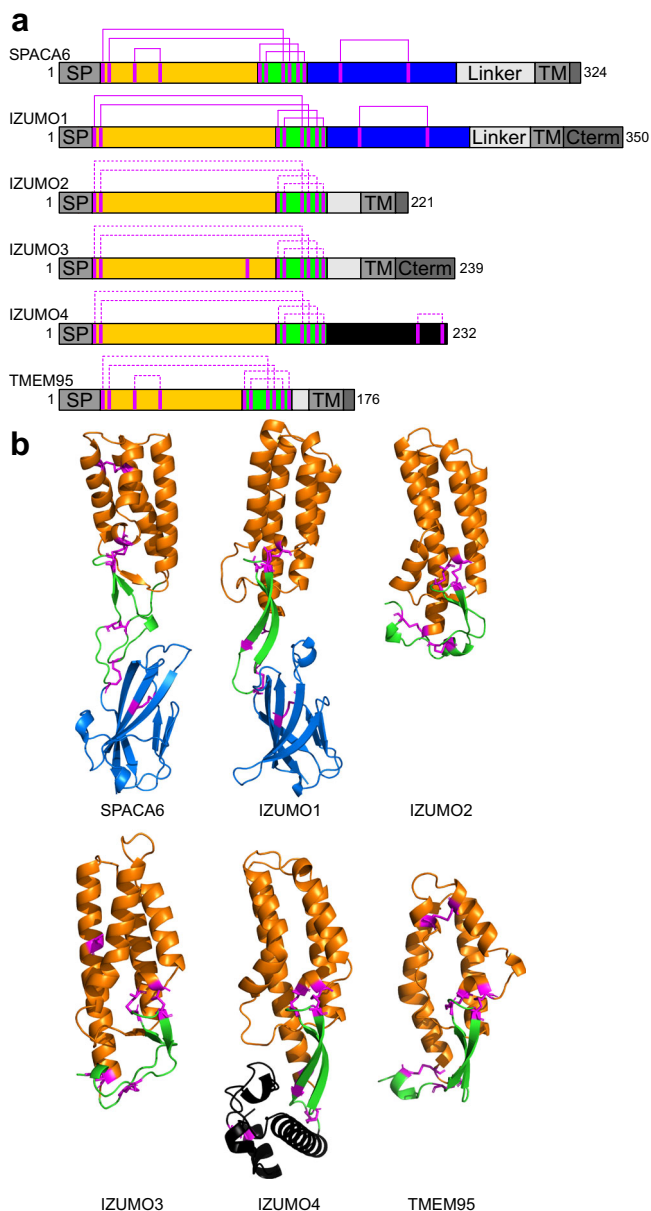 a
SPACA6
1 SP Linker TM 324
IZUMO1
1 SP Linker TM Cterm 350
IZUMO2
1 SP TM 221
IZUMO3
1 SP TM Cterm 239
IZUMO4
1 SP 232
TMEM95
1 SP TM 176
b
SPACA6 IZUMO1 IZUMO2
IZUMO3 IZUMO4 TMEM95